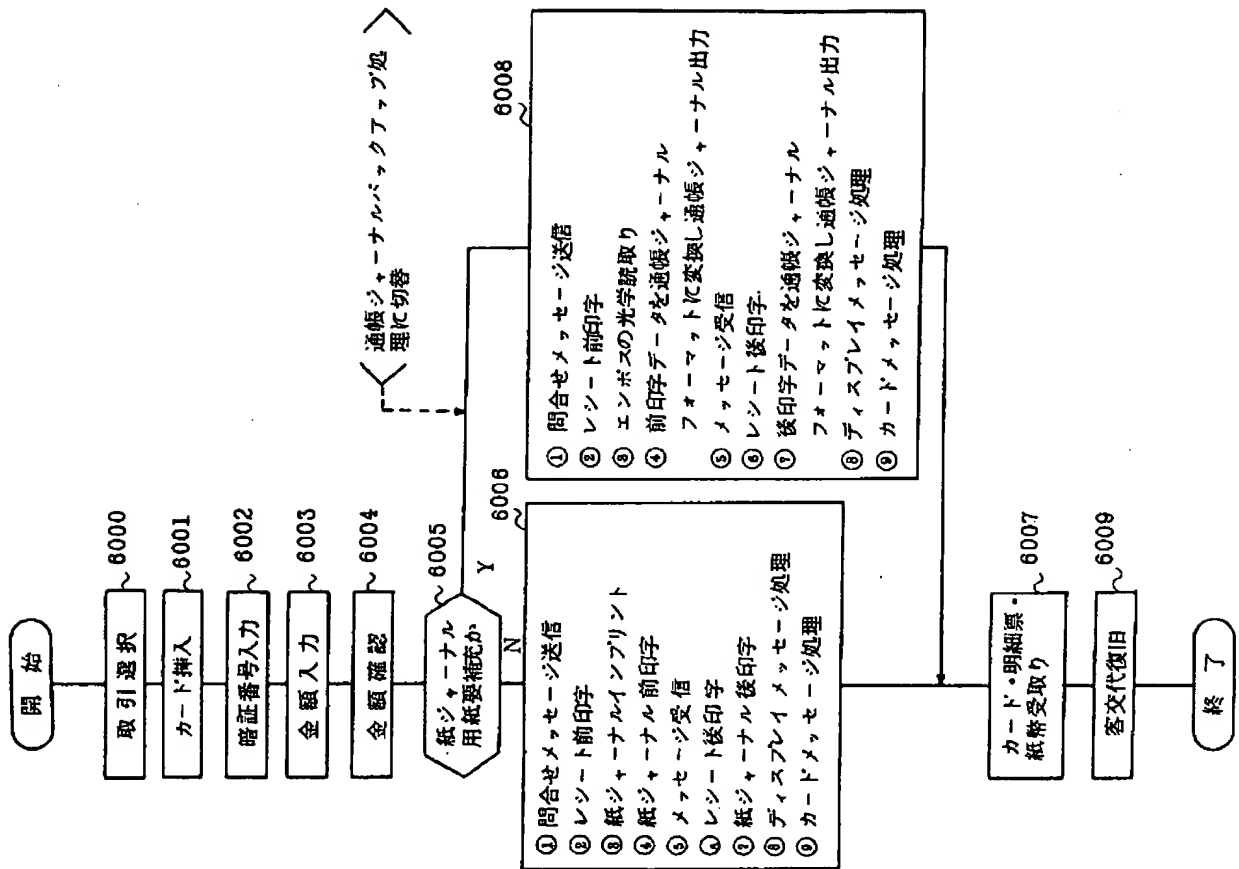 開始
取引選択
6000
カード挿入
6001
暗証番号入力
6002
金額入力
6003
金額確認
6004
紙ジャーナル
用紙要補充か
6005
Y
N
通帳ジャーナルバックアップ処
理に切替
6006
① 問合せメッセージ送信
② レシート前印字
③ 紙ジャーナルインプリント
④ 紙ジャーナル前印字
⑤ メッセージ受信
⑥ レシート後印字
⑦ 紙ジャーナル後印字
⑧ ディスプレイメッセージ処理
⑨ カードメッセージ処理
6008
① 問合せメッセージ送信
② レシート前印字
③ エンボスの光学読取り
④ 前印字データを通帳ジャーナル
フォーマットに変換し通帳ジャーナル出力
⑤ メッセージ受信
⑥ レシート後印字
⑦ 後印字データを通帳ジャーナル
フォーマットに変換し通帳ジャーナル出力
⑧ ディスプレイメッセージ処理
⑨ カードメッセージ処理
カード・明細票・
紙幣受取り
6007
客交代復旧
6009
終了